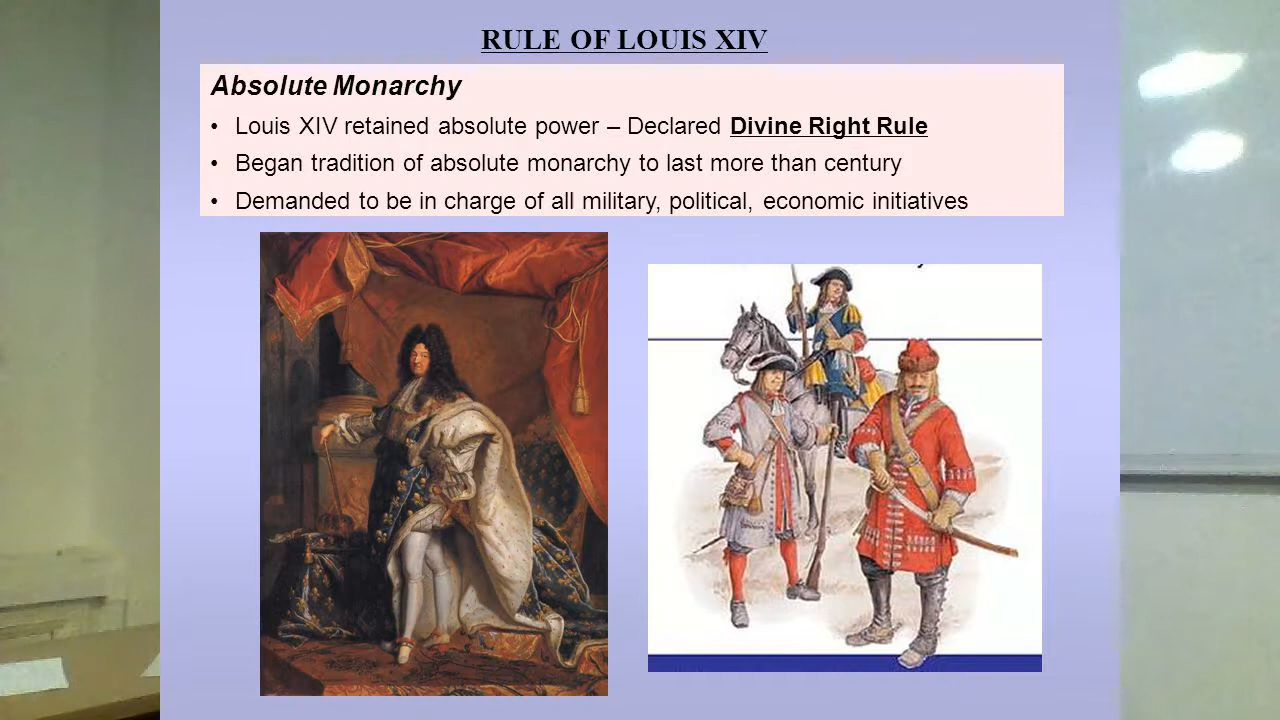 RULE OF LOUIS XIV
Absolute Monarchy
• Louis XIV retained absolute power – Declared Divine Right Rule
• Began tradition of absolute monarchy to last more than century
• Demanded to be in charge of all military, political, economic initiatives